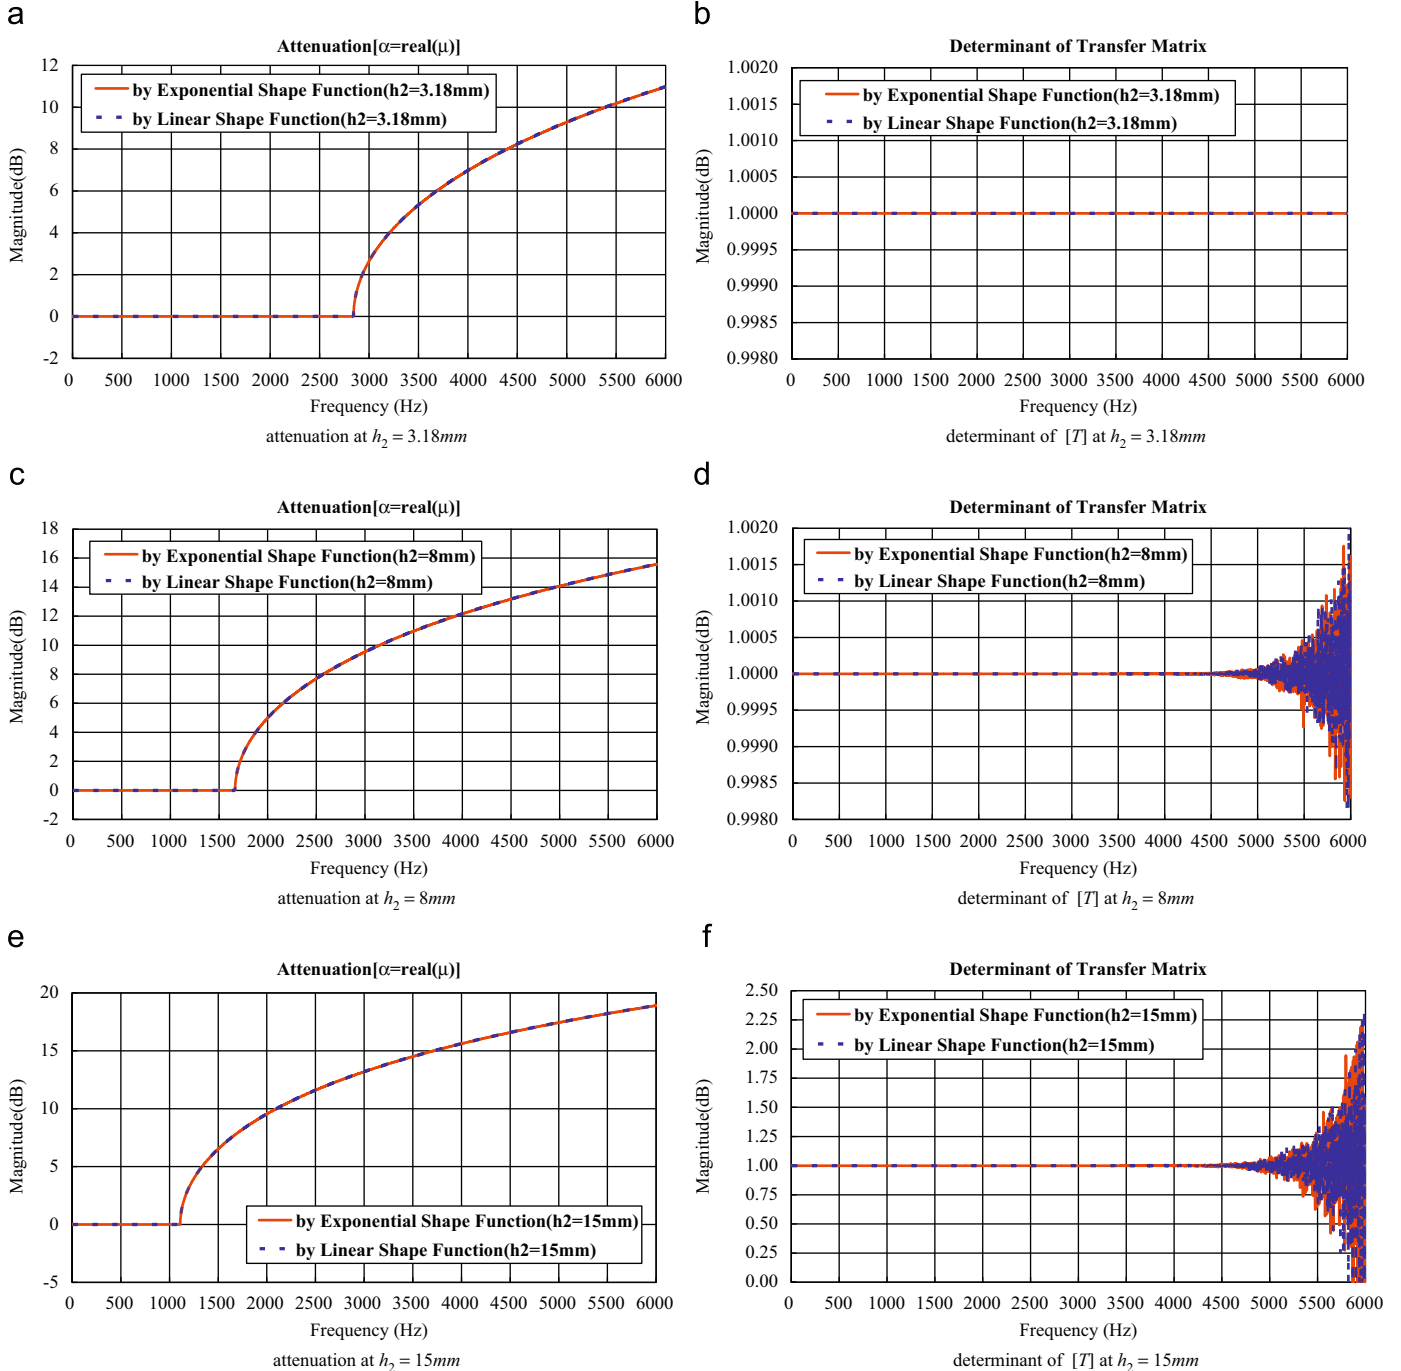 a
Attenuation[α=real(μ)]
12
10
8
6
4
2
0
-2
Magnitude(dB)
by Exponential Shape Function(h2=3.18mm)
by Linear Shape Function(h2=3.18mm)
0 500 1000 1500 2000 2500 3000 3500 4000 4500 5000 5500 6000
Frequency (Hz)
attenuation at h₂ = 3.18mm
b
Determinant of Transfer Matrix
1.0020
1.0015
1.0010
1.0005
1.0000
0.9995
0.9990
0.9985
0.9980
Magnitude(dB)
by Exponential Shape Function(h2=3.18mm)
by Linear Shape Function(h2=3.18mm)
0 500 1000 1500 2000 2500 3000 3500 4000 4500 5000 5500 6000
Frequency (Hz)
determinant of [T] at h₂ = 3.18mm
c
Attenuation[α=real(μ)]
18
16
14
12
10
8
6
4
2
0
-2
Magnitude(dB)
by Exponential Shape Function(h2=8mm)
by Linear Shape Function(h2=8mm)
0 500 1000 1500 2000 2500 3000 3500 4000 4500 5000 5500 6000
Frequency (Hz)
attenuation at h₂ = 8mm
d
Determinant of Transfer Matrix
1.0020
1.0015
1.0010
1.0005
1.0000
0.9995
0.9990
0.9985
0.9980
Magnitude(dB)
by Exponential Shape Function(h2=8mm)
by Linear Shape Function(h2=8mm)
0 500 1000 1500 2000 2500 3000 3500 4000 4500 5000 5500 6000
Frequency (Hz)
determinant of [T] at h₂ = 8mm
e
Attenuation[α=real(μ)]
20
15
10
5
0
-5
Magnitude(dB)
by Exponential Shape Function(h2=15mm)
by Linear Shape Function(h2=15mm)
0 500 1000 1500 2000 2500 3000 3500 4000 4500 5000 5500 6000
Frequency (Hz)
attenuation at h₂ = 15mm
f
Determinant of Transfer Matrix
2.50
2.25
2.00
1.75
1.50
1.25
1.00
0.75
0.50
0.25
0.00
Magnitude(dB)
by Exponential Shape Function(h2=15mm)
by Linear Shape Function(h2=15mm)
0 500 1000 1500 2000 2500 3000 3500 4000 4500 5000 5500 6000
Frequency (Hz)
determinant of [T] at h₂ = 15mm